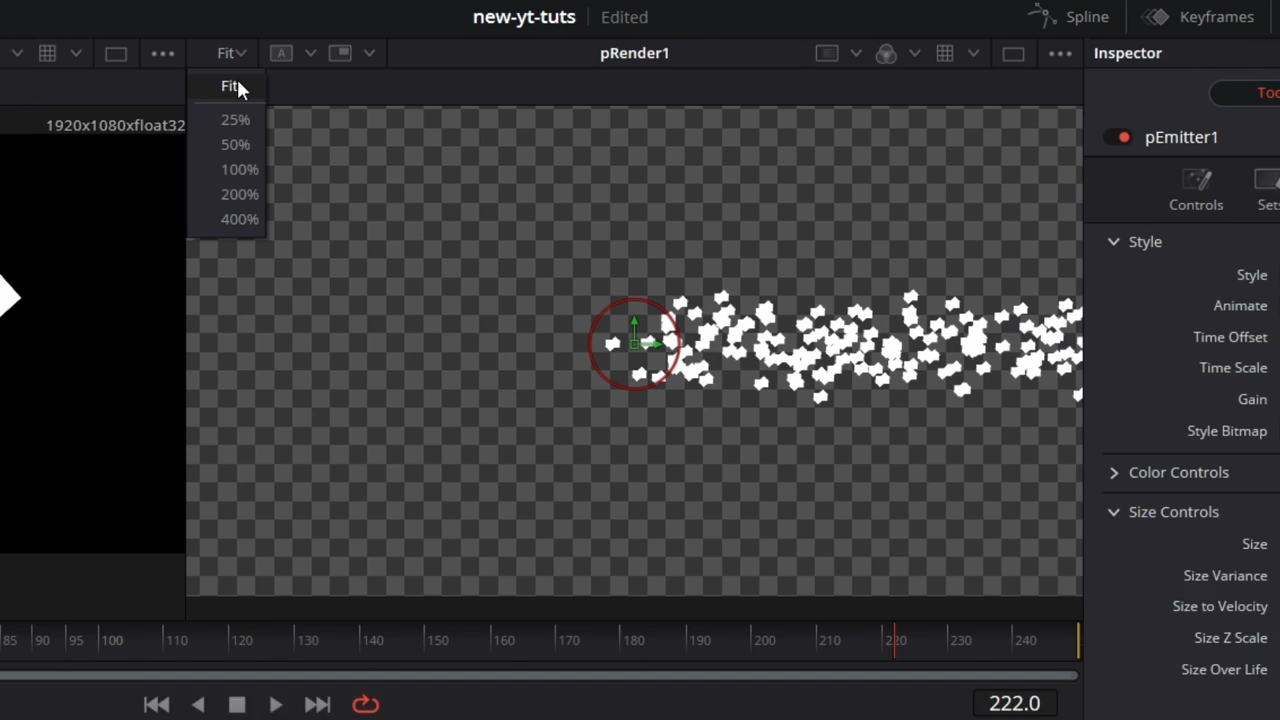 new-yt-tuts Edited
Spline Keyframes
Fit A pRender1 Inspector
Fit
1920x1080xfloat32
25%
50%
100%
200%
400%
pEmitter1
Controls
Style
Style
Animate
Time Offset
Time Scale
Gain
Style Bitmap
Color Controls
Size Controls
Size
Size Variance
Size to Velocity
Size Z Scale
Size Over Life
85 90 95 100 110 120 130 140 150 160 170 180 190 200 210 220 230 240
222.0